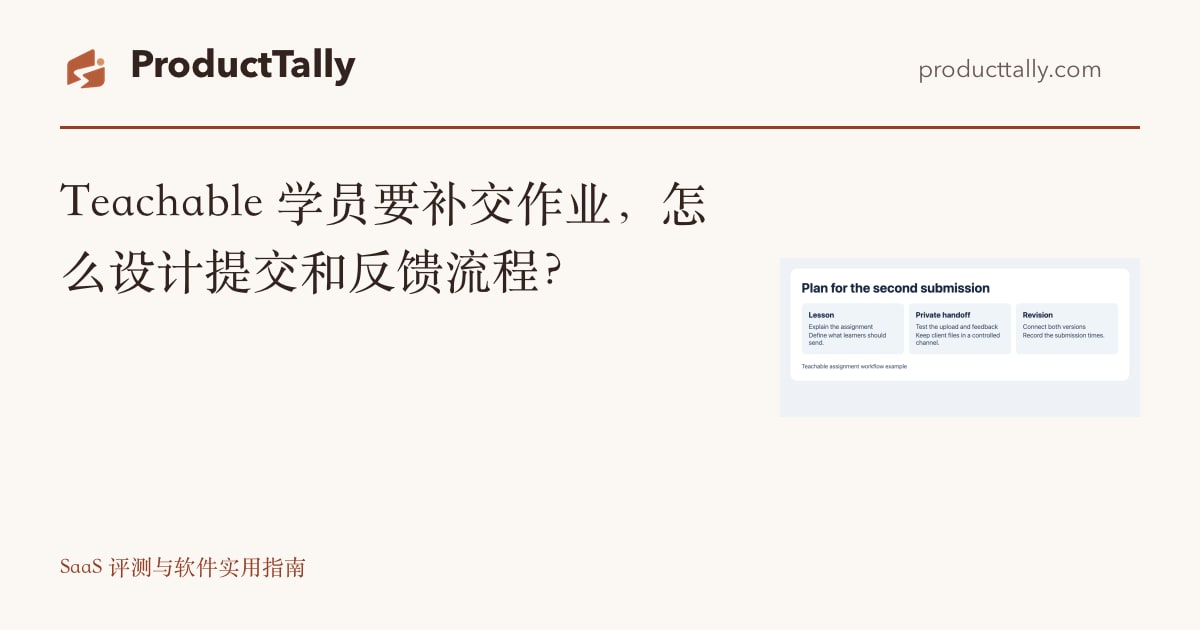 ProductTally
producttally.com
Teachable 学员要补交作业，怎
么设计提交和反馈流程？
Plan for the second submission
Lesson
Explain the assignment
Define what learners should
send.
Private handoff
Test the upload and feedback
Keep client files in a controlled
channel.
Revision
Connect both versions
Record the submission times.
Teachable assignment workflow example
SaaS 评测与软件实用指南